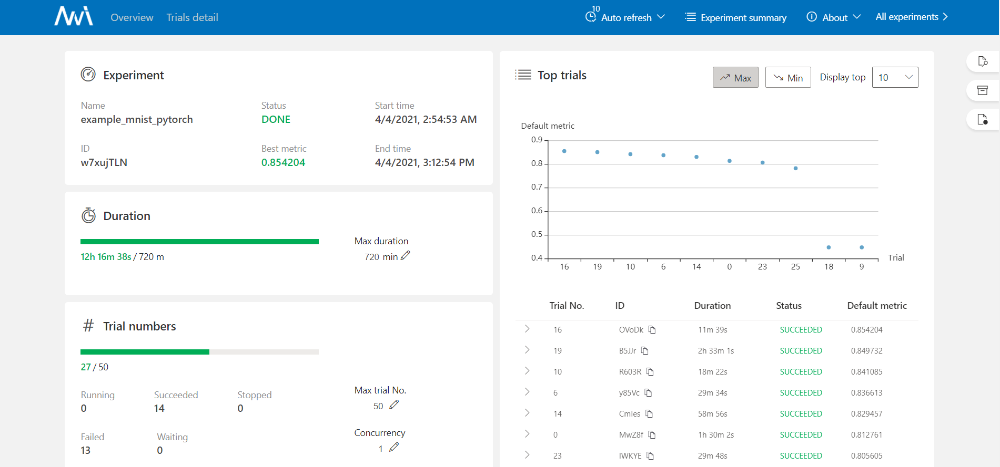 NNi Overview Trials detail
10
Auto refresh Experiment summary About All experiments
Experiment
Name Status Start time
example_mnist_pytorch DONE 4/4/2021, 2:54:53 AM
ID Best metric End time
w7xujTLN 0.854204 4/4/2021, 3:12:54 PM
Duration
Max duration
12h 16m 38s / 720 m 720 min
# Trial numbers
27 / 50
Running Succeeded Stopped Max trial No.
0 14 0 50
Failed Waiting Concurrency
13 0 1
Top trials Max Min Display top 10
Default metric
0.9
0.8
0.7
0.6
0.5
0.4
Trial
16 19 10 6 14 0 23 25 18 9
Trial No. ID Duration Status Default metric
16 OVoDk 11m 39s SUCCEEDED 0.854204
19 B5JJr 2h 33m 1s SUCCEEDED 0.849732
10 R603R 18m 22s SUCCEEDED 0.841085
6 y85Vc 29m 34s SUCCEEDED 0.836613
14 Cmles 58m 56s SUCCEEDED 0.829457
0 MwZ8f 1h 30m 2s SUCCEEDED 0.812761
23 IWKYE 29m 48s SUCCEEDED 0.805605